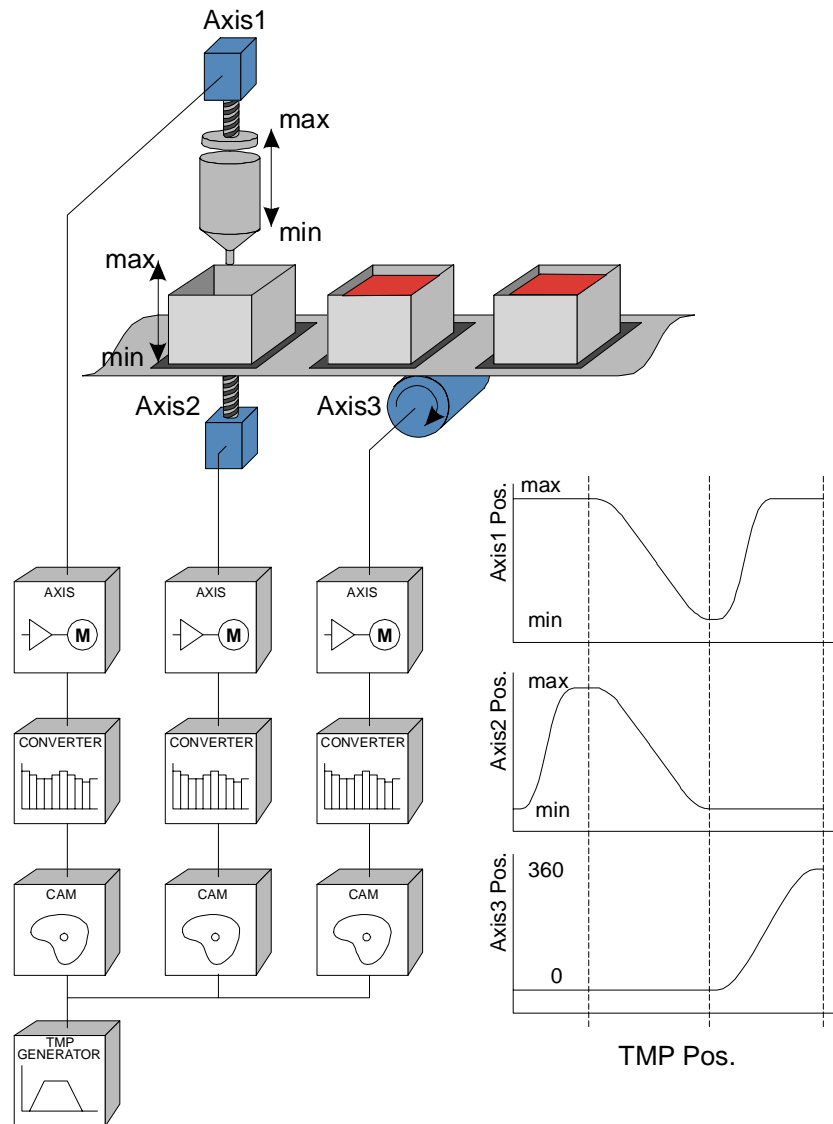 Axis1
max
min
max
min
Axis2
Axis3
AXIS
M
AXIS
M
AXIS
M
CONVERTER
CONVERTER
CONVERTER
CAM
CAM
CAM
TMP
GENERATOR
Axis1 Pos.
max
min
Axis2 Pos.
max
min
Axis3 Pos.
360
0
TMP Pos.